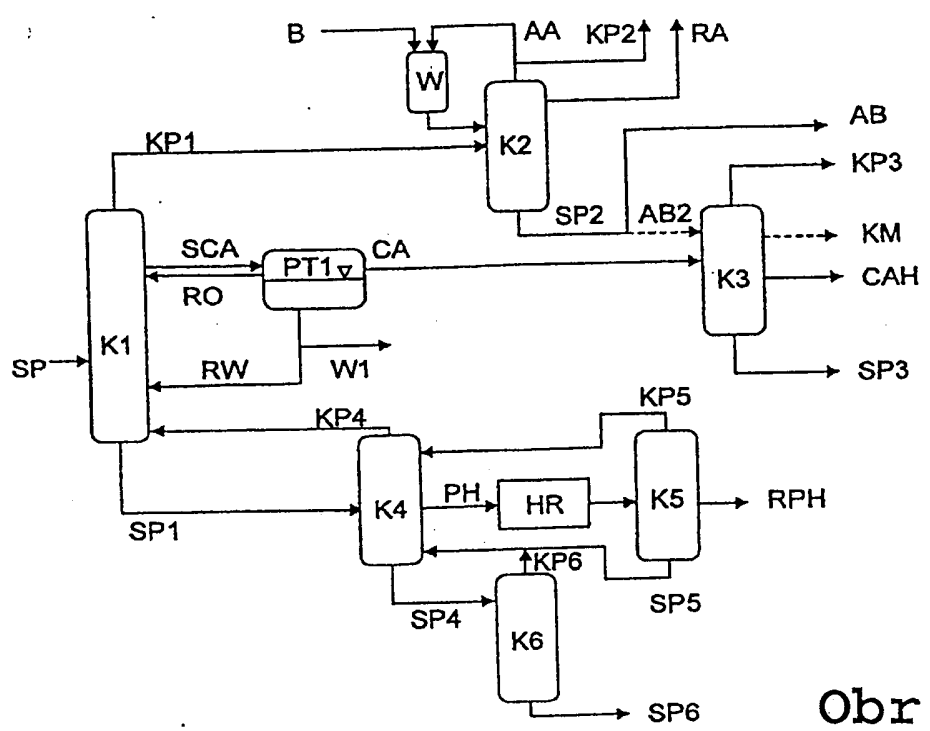 B
AA
KP2
RA
W
KP1
K2
AB
KP3
SP2
AB2
SCA
PT1
CA
KM
RO
K3
CAH
K1
SP
RW
W1
SP3
KP4
KP5
PH
HR
K4
K5
RPH
SP1
KP6
SP4
SP5
K6
SP6
Obr